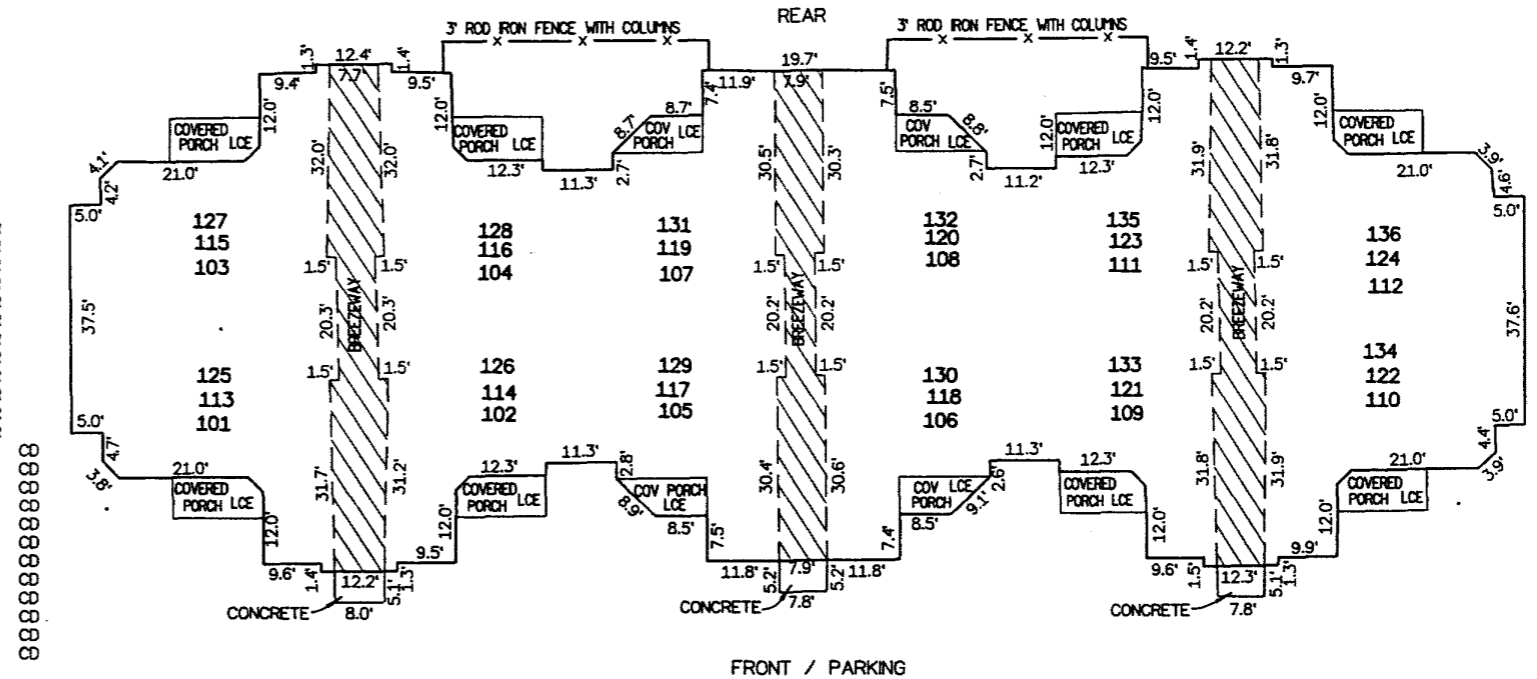 REAR
3' ROD IRON FENCE WITH COLUMNS
3' ROD IRON FENCE WITH COLUMNS
X X X
X X X
1.3' 12.4' 1.4'
19.7'
9.5' 1.4' 12.2' 1.3'
9.4' 7.7' 9.5'
7.4' 11.9' 7.9' 7.5'
9.7'
12.0' 12.0' 8.7' 8.7'
8.5' 8.8' 12.0' 12.0' 12.0'
COVERED PORCH LCE
COVERED PORCH LCE
COV LCE PORCH
COV PORCH LCE
COVERED PORCH LCE
COVERED PORCH LCE
4.1' 21.0' 32.0' 32.0' 12.3' 11.3' 2.7'
30.5' 30.3' 2.7' 11.2' 12.3' 31.9' 31.8' 21.0' 3.9'
4.2' 4.6'
5.0' 5.0'
127 128 131 132 135 136
115 116 119 120 123 124
103 104 107 108 111 112
1.5' 1.5' 1.5' 1.5' 1.5' 1.5'
37.5' 20.3' BREEZEWAY 20.3' 20.2' BREEZEWAY 20.2' 20.2' BREEZEWAY 20.2' 37.6'
1.5' 1.5' 1.5' 1.5' 1.5' 1.5'
125 126 129 130 133 134
113 114 117 118 121 122
101 102 105 106 109 110
5.0' 5.0'
4.7' 4.4'
3.8' 21.0' 31.7' 31.2' 12.3' 11.3' 2.8'
30.4' 30.6' 2.6' 11.3' 12.3' 31.8' 31.9' 21.0' 3.9'
COVERED PORCH LCE
COVERED PORCH LCE
COV PORCH LCE
COV LCE PORCH
COVERED PORCH LCE
COVERED PORCH LCE
12.0' 12.0' 8.9' 8.5' 7.5'
7.4' 8.5' 9.1' 12.0' 12.0'
9.6' 1.4' 12.2' 1.3' 9.5'
11.8' 7.9' 11.8'
9.6' 1.5' 12.3' 1.3' 9.9'
5.1' 5.2' 5.2' 5.1'
CONCRETE 8.0'
CONCRETE 7.8'
CONCRETE 7.8'
FRONT / PARKING